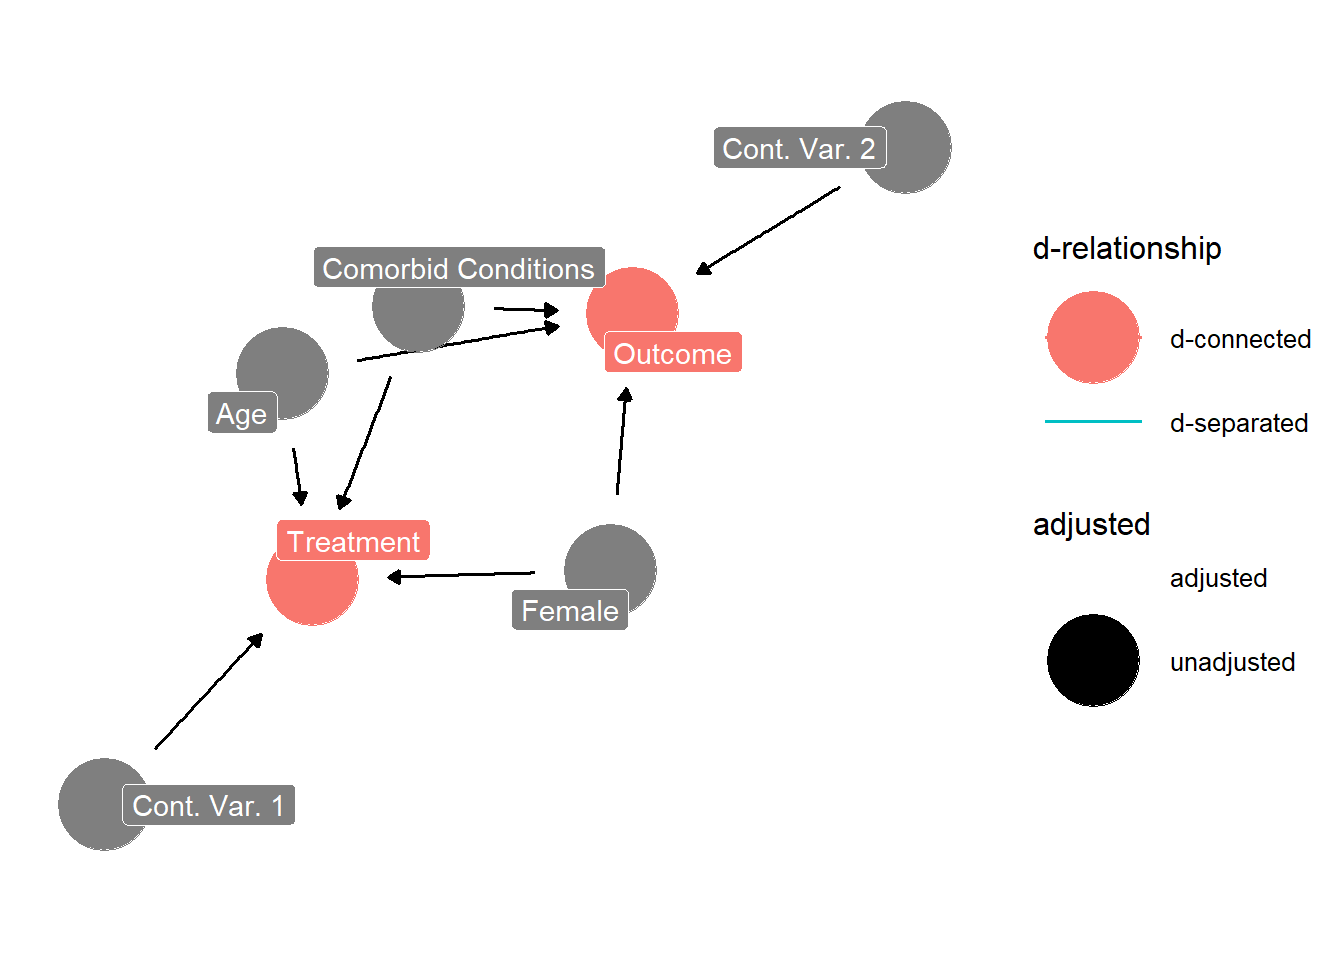 Cont. Var. 2
Comorbid Conditions
Outcome
Age
Treatment
Female
Cont. Var. 1
d-relationship
d-connected
d-separated
adjusted
adjusted
unadjusted